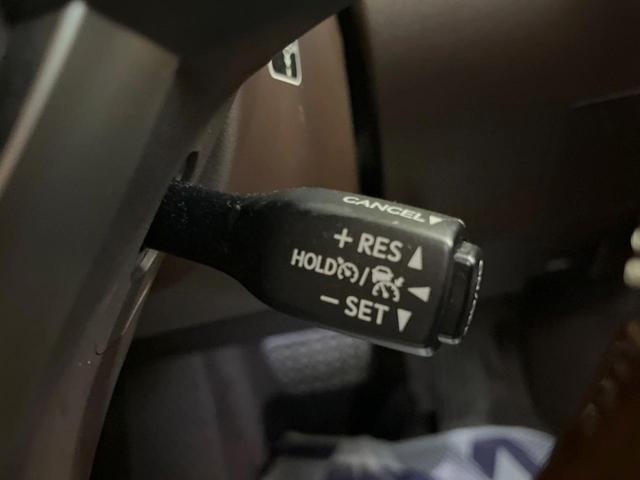 CANCEL▼
+ RES ▲
HOLD / ◀
− SET ▼